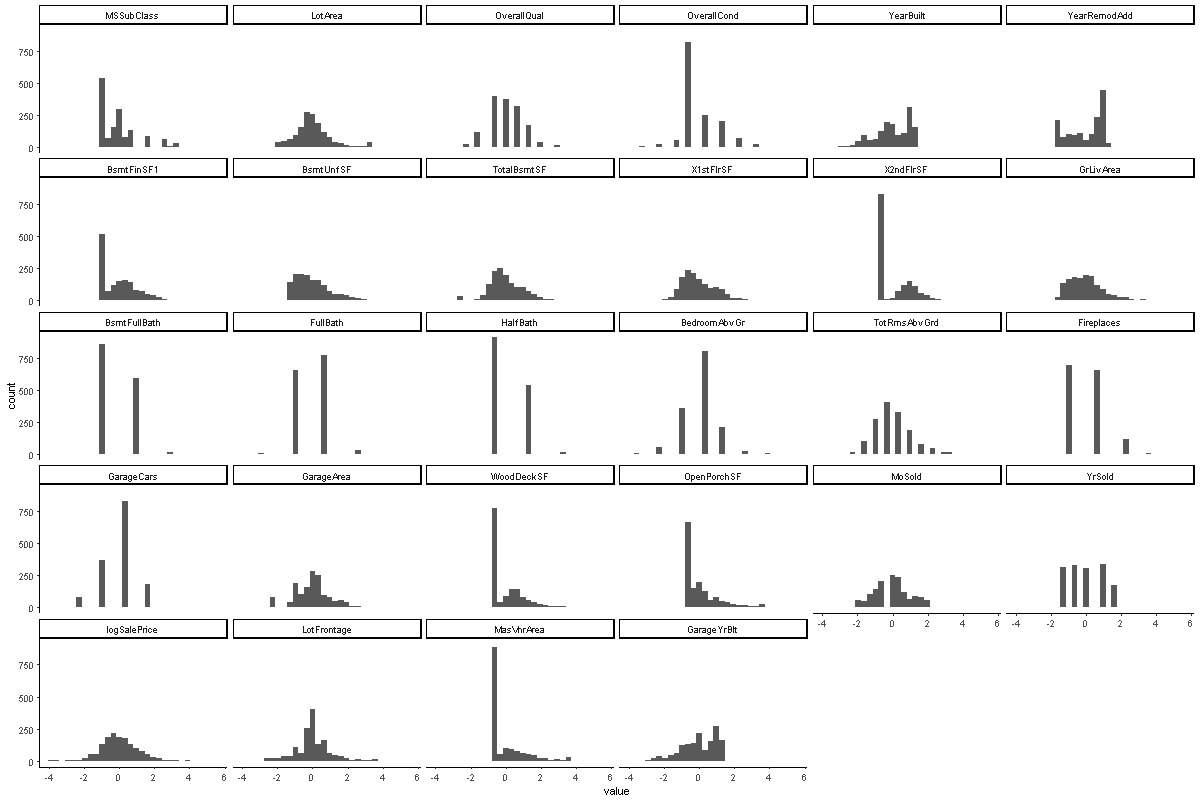 MSSubClass LotArea OverallQual OverallCond YearBuilt YearRemodAdd
750
500
250
0
BsmtFinSF1 BsmtUnfSF TotalBsmtSF X1stFlrSF X2ndFlrSF GrLivArea
750
500
250
0
BsmtFullBath FullBath HalfBath BedroomAbvGr TotRmsAbvGrd Fireplaces
750
500
250
0
count
GarageCars GarageArea WoodDeckSF OpenPorchSF MoSold YrSold
750
500
250
0
-4 -2 0 2 4 6 -4 -2 0 2 4 6
logSalePrice LotFrontage MasVnrArea GarageYrBlt
750
500
250
0
-4 -2 0 2 4 6 -4 -2 0 2 4 6 -4 -2 0 2 4 6 -4 -2 0 2 4 6
value